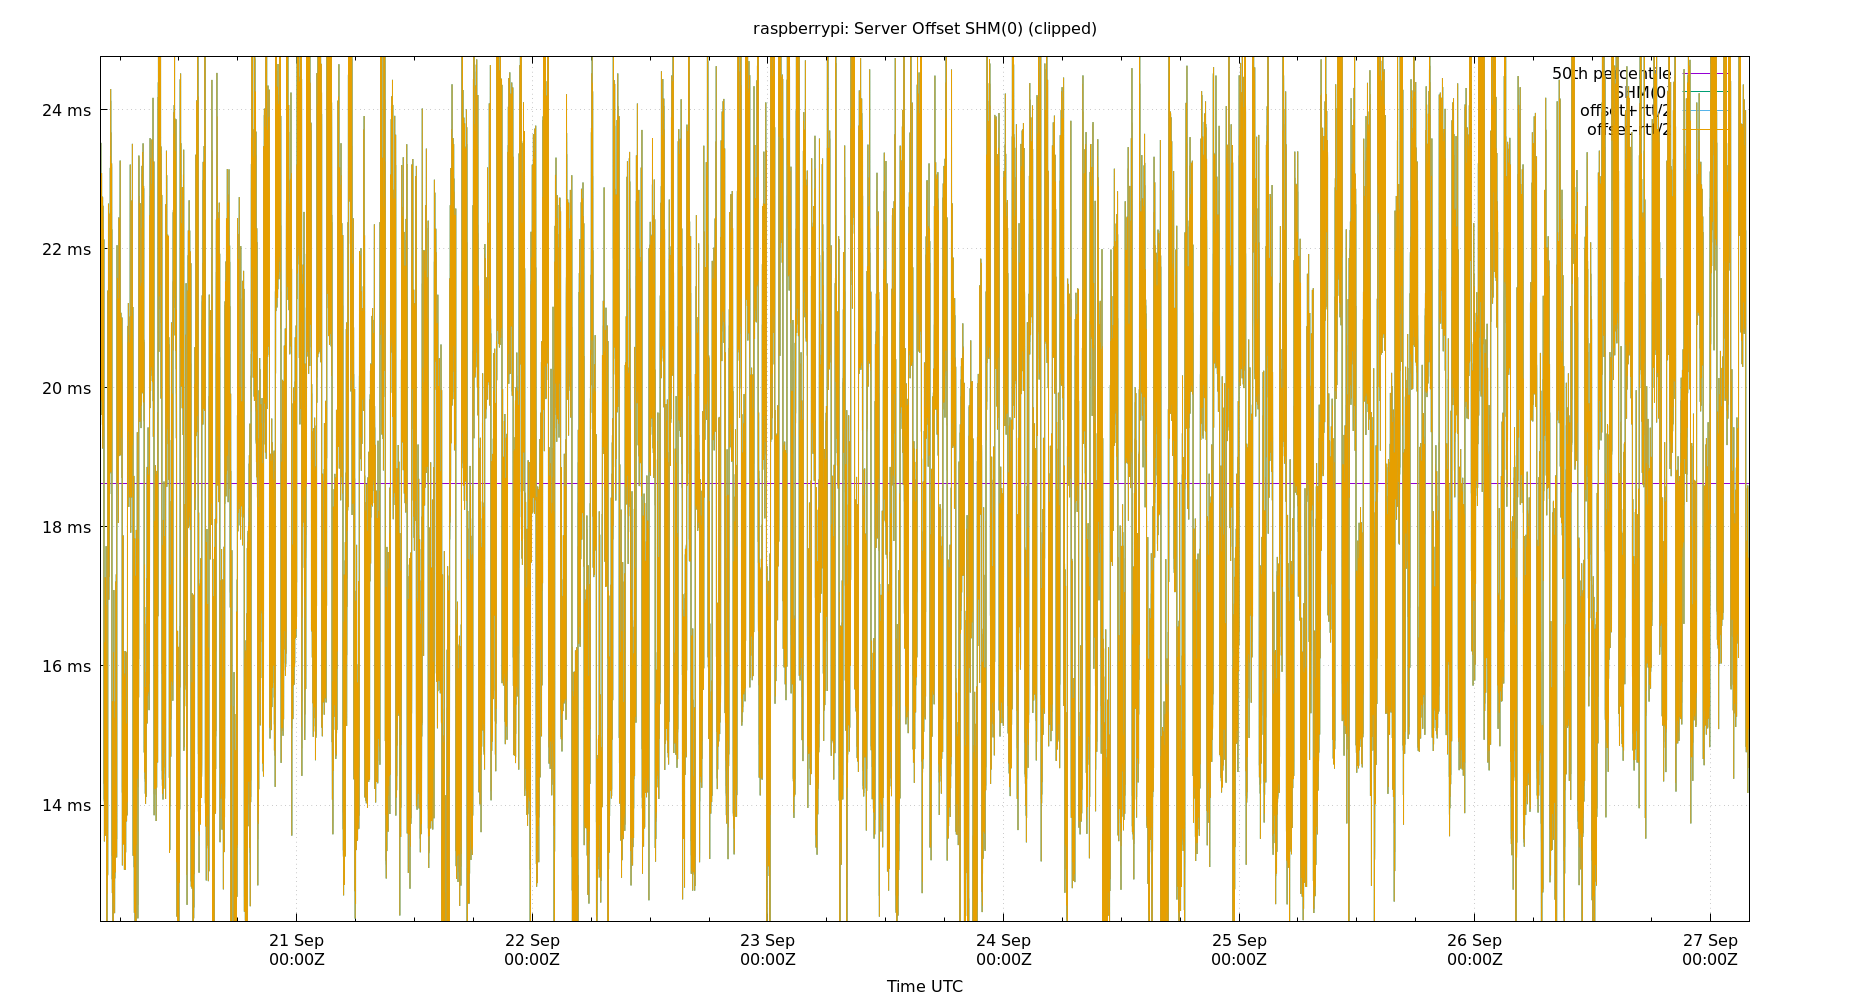 raspberrypi: Server Offset SHM(0) (clipped)
50th percentile
SHM(0)
offset+rtt/2
offset-rtt/2
24 ms
22 ms
20 ms
18 ms
16 ms
14 ms
21 Sep
00:00Z
22 Sep
00:00Z
23 Sep
00:00Z
24 Sep
00:00Z
25 Sep
00:00Z
26 Sep
00:00Z
27 Sep
00:00Z
Time UTC